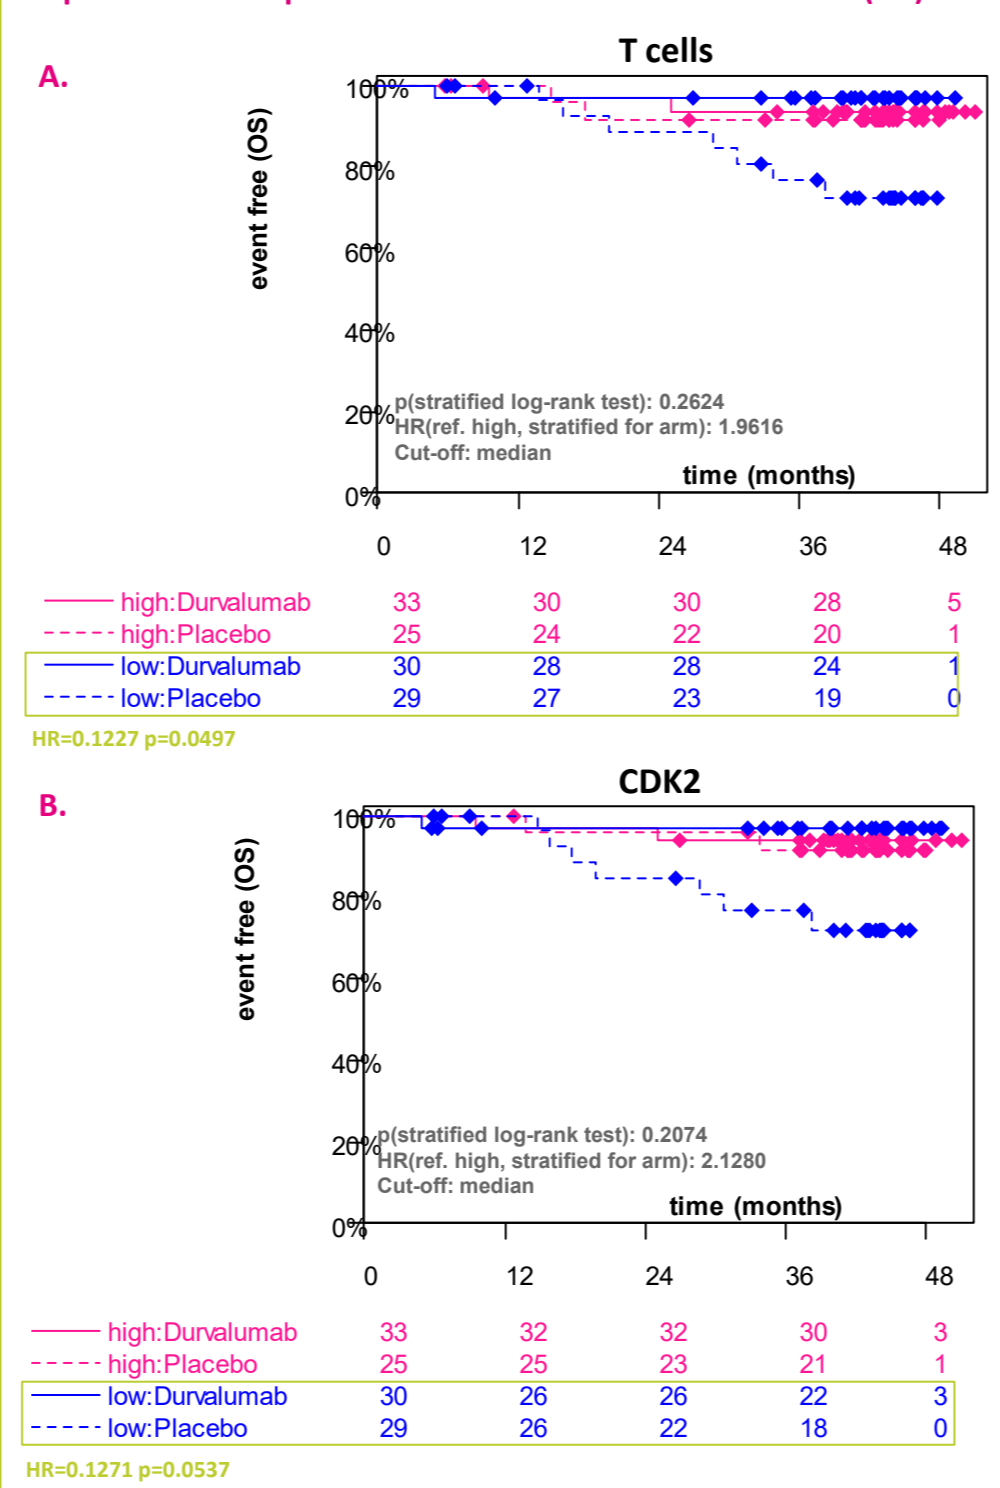 T cells
A.
event free (OS)
100%
80%
60%
40%
20%
0%
p(stratified log-rank test): 0.2624
HR(ref. high, stratified for arm): 1.9616
Cut-off: median
time (months)
0 12 24 36 48
high:Durvalumab 33 30 30 28 5
high:Placebo 25 24 22 20 1
low:Durvalumab 30 28 28 24 1
low:Placebo 29 27 23 19 0
HR=0.1227 p=0.0497
CDK2
B.
event free (OS)
100%
80%
60%
40%
20%
0%
p(stratified log-rank test): 0.2074
HR(ref. high, stratified for arm): 2.1280
Cut-off: median
time (months)
0 12 24 36 48
high:Durvalumab 33 32 32 30 3
high:Placebo 25 25 23 21 1
low:Durvalumab 30 26 26 22 3
low:Placebo 29 26 22 18 0
HR=0.1271 p=0.0537